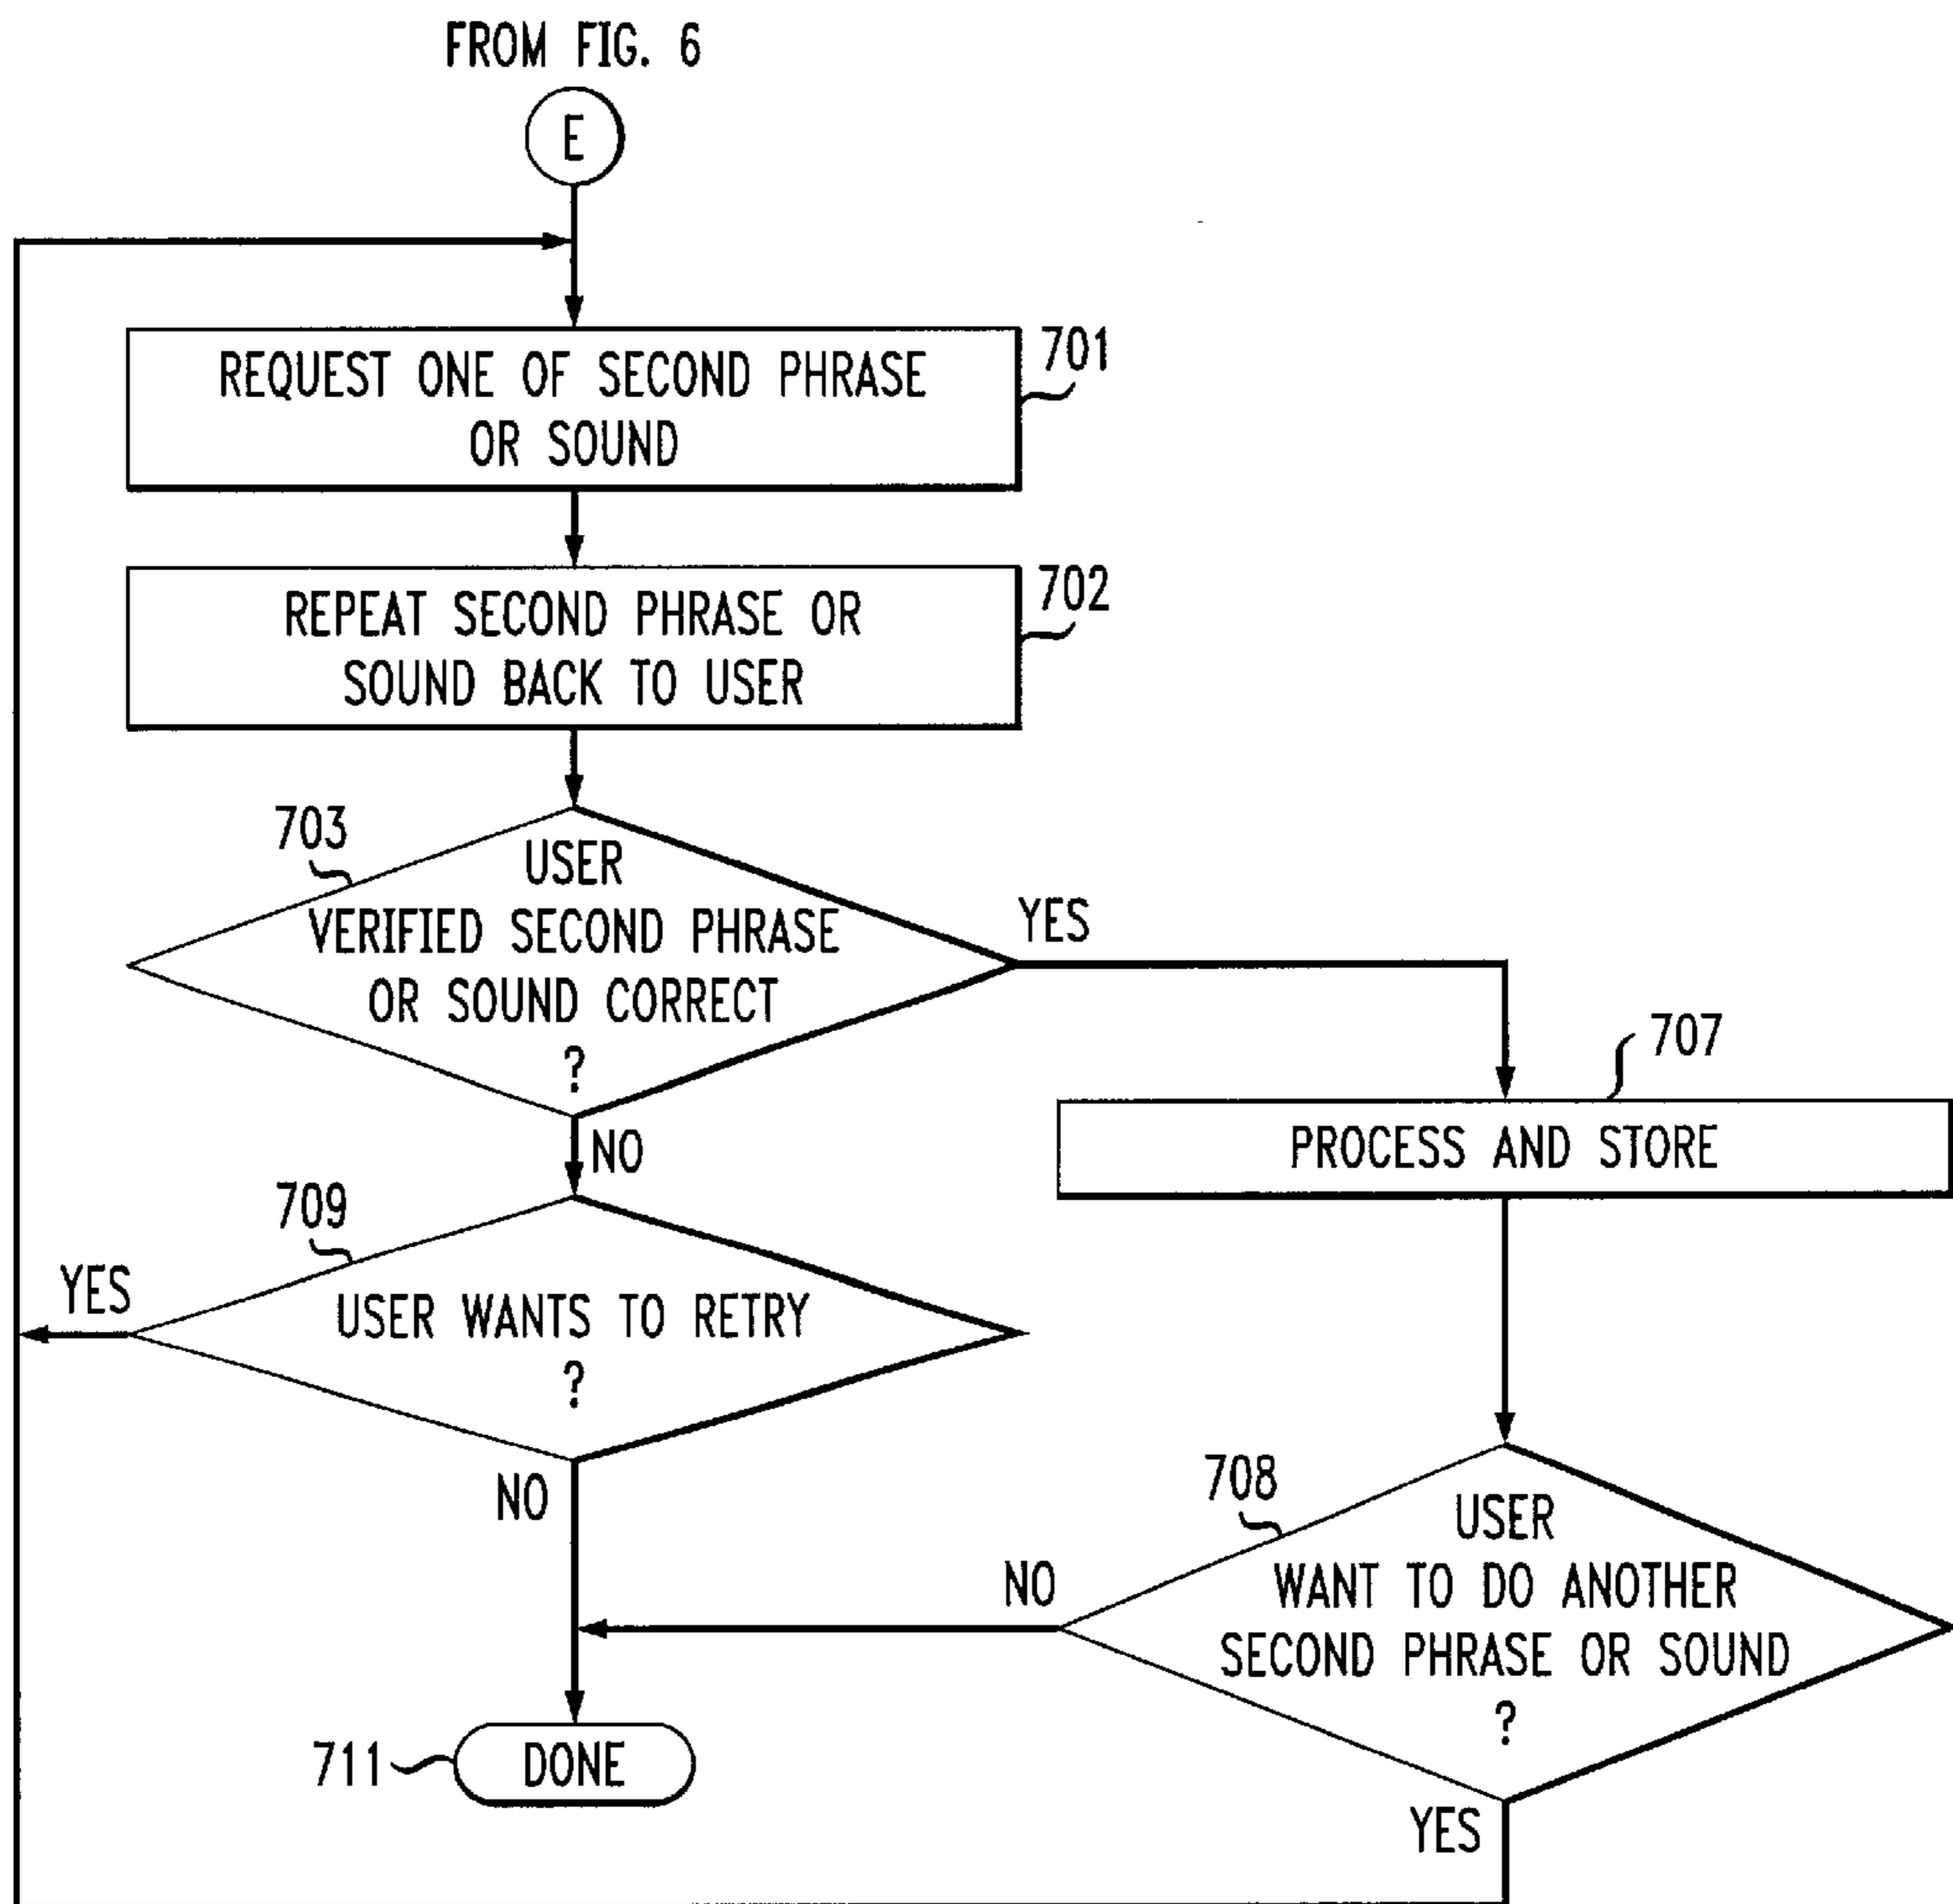 FROM FIG. 6
E
REQUEST ONE OF SECOND PHRASE
OR SOUND
701
REPEAT SECOND PHRASE OR
SOUND BACK TO USER
702
703
USER
VERIFIED SECOND PHRASE
OR SOUND CORRECT
?
YES
NO
707
PROCESS AND STORE
709
YES
USER WANTS TO RETRY
?
NO
708
USER
WANT TO DO ANOTHER
SECOND PHRASE OR SOUND
?
NO
YES
711
DONE